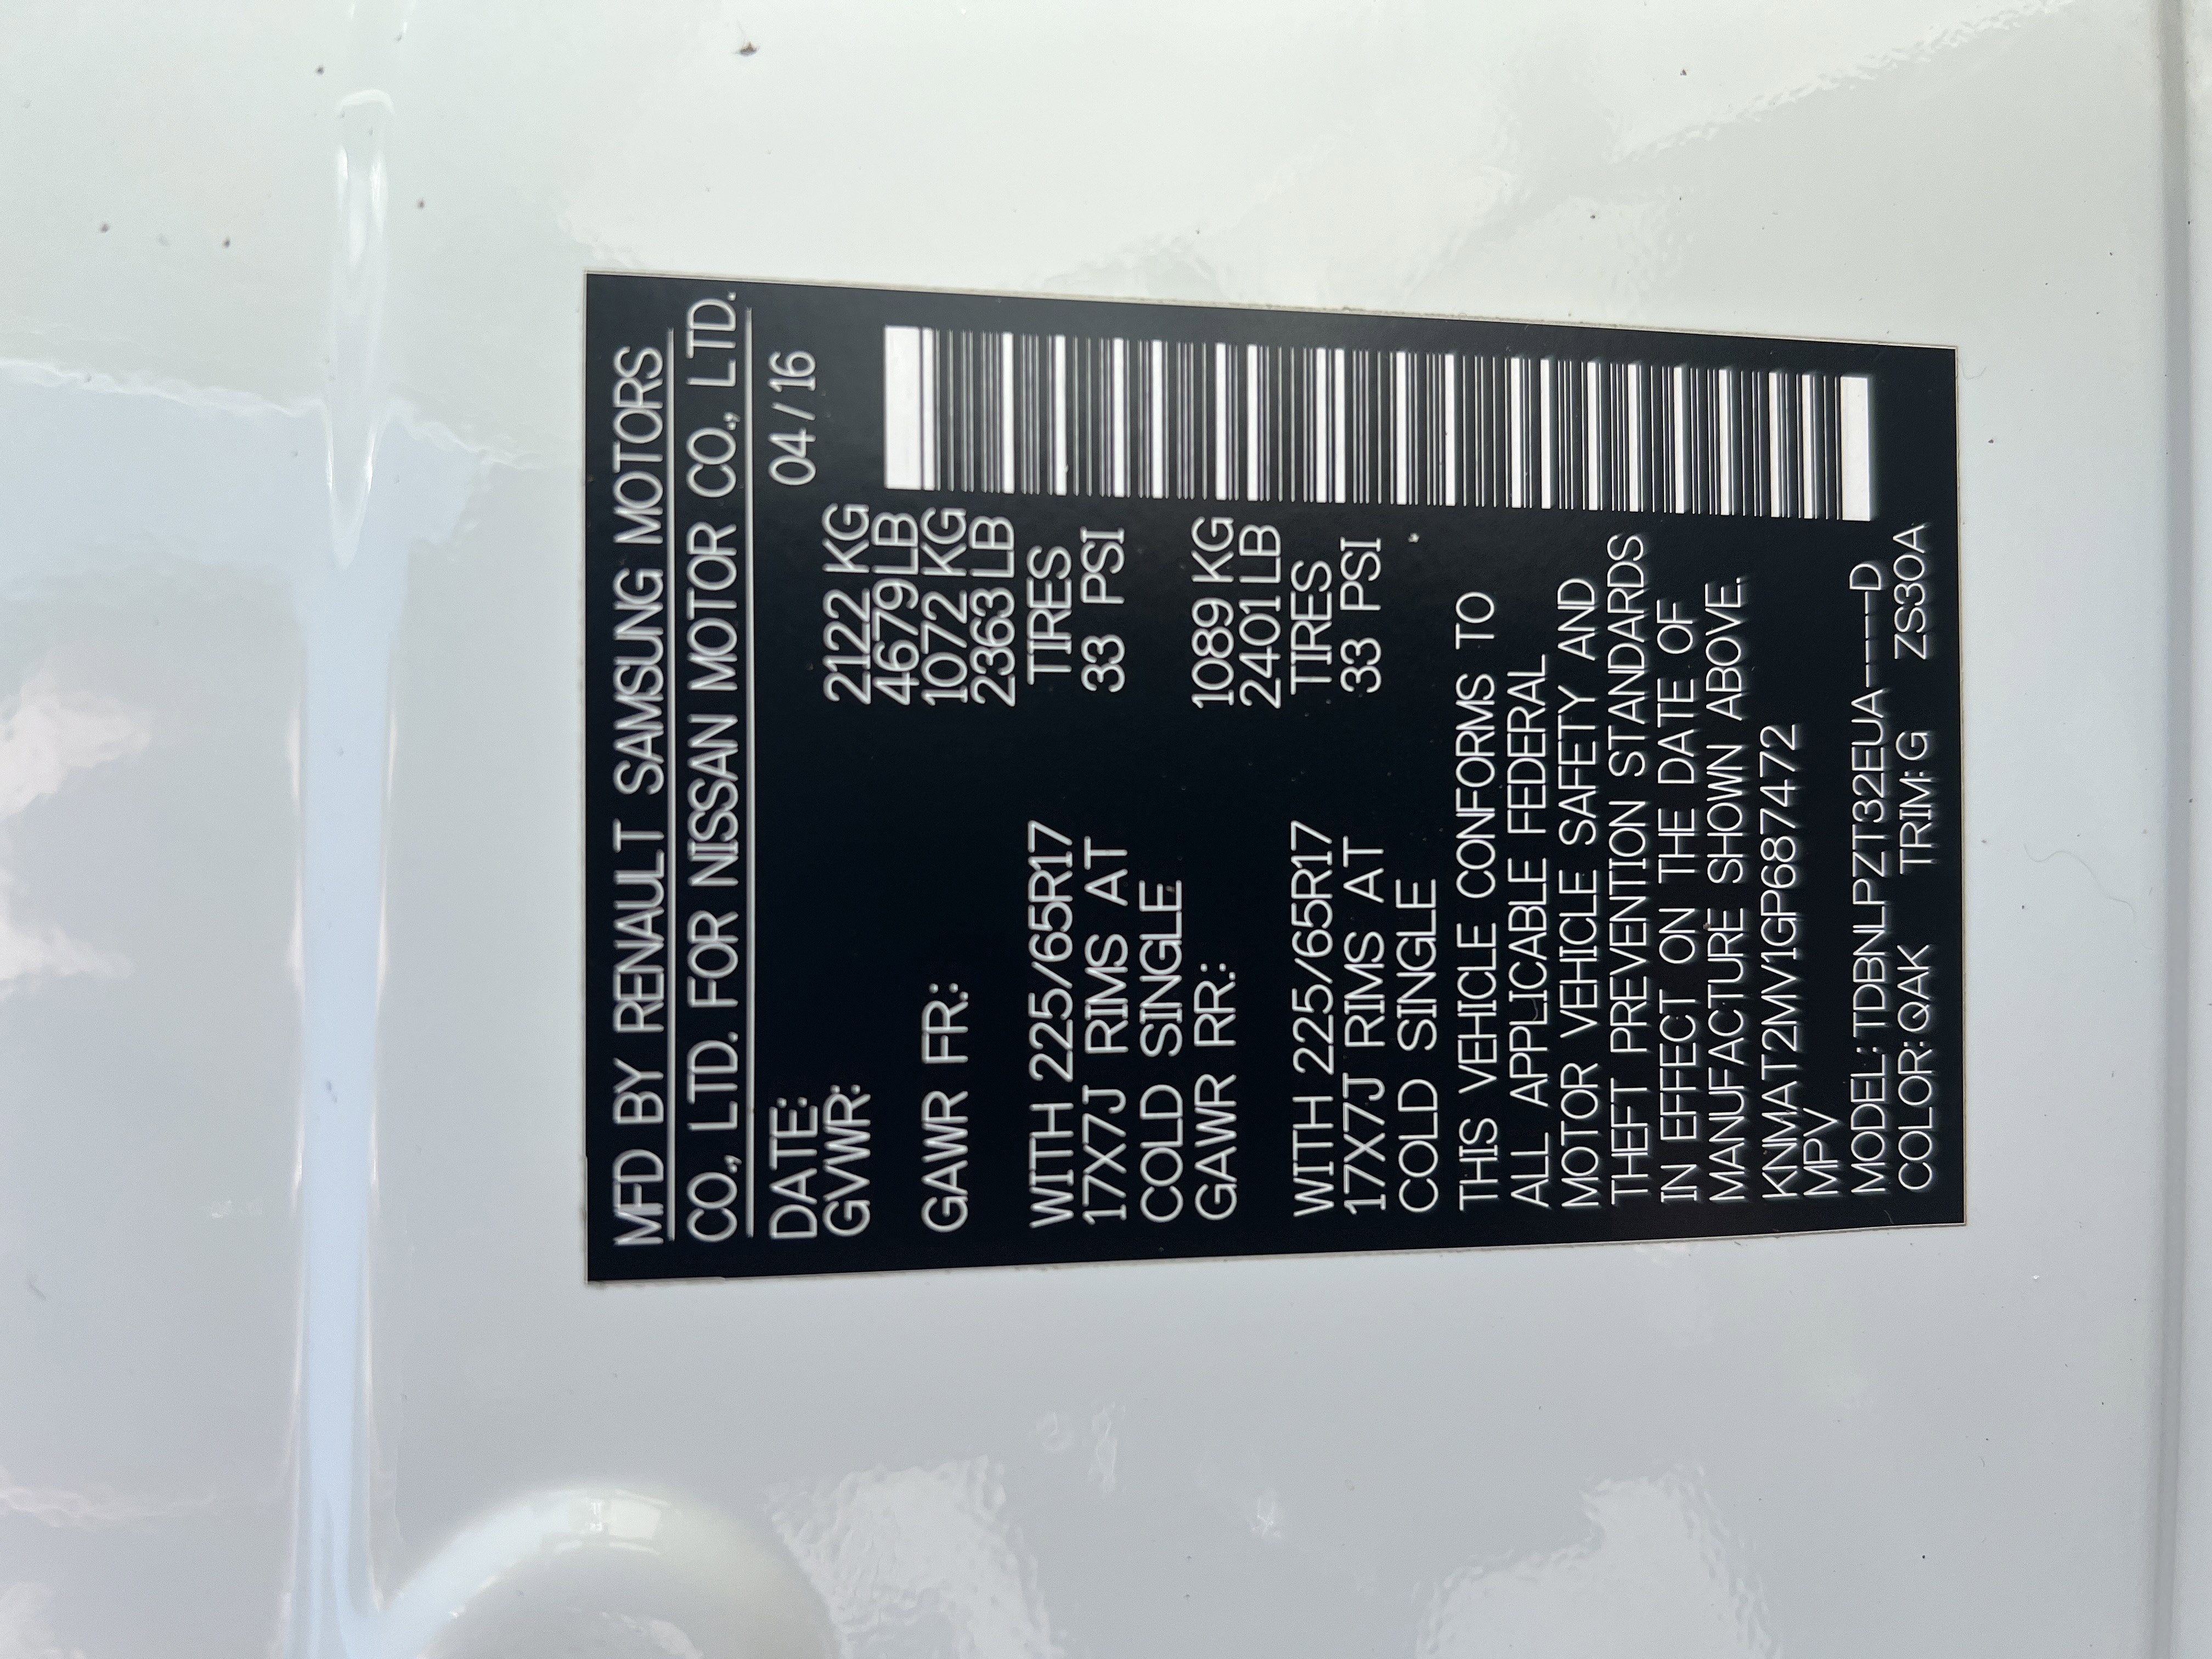 MFD BY RENAULT SAMSUNG MOTORS
CO., LTD. FOR NISSAN MOTOR CO., LTD.
DATE: 04 / 16
GVWR: 2122 KG
4679 LB
GAWR FR.: 1072 KG
2363 LB
WITH 225/65R17 TIRES
17X7J RIMS AT 33 PSI
COLD SINGLE
GAWR RR.: 1089 KG
2401 LB
WITH 225/65R17 TIRES
17X7J RIMS AT 33 PSI
COLD SINGLE
THIS VEHICLE CONFORMS TO
ALL APPLICABLE FEDERAL
MOTOR VEHICLE SAFETY AND
THEFT PREVENTION STANDARDS
IN EFFECT ON THE DATE OF
MANUFACTURE SHOWN ABOVE.
KNMAT2MV1GP687472
MPV
MODEL: TDBNLPZT32EUA----D
COLOR: QAK TRIM: G ZS30A